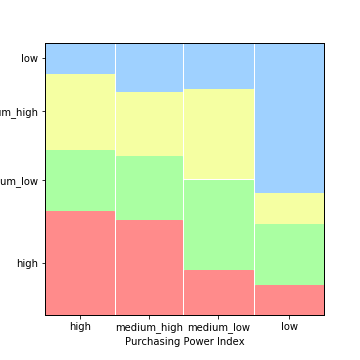 low
um_high
um_low
high
high medium_high medium_low low
Purchasing Power Index